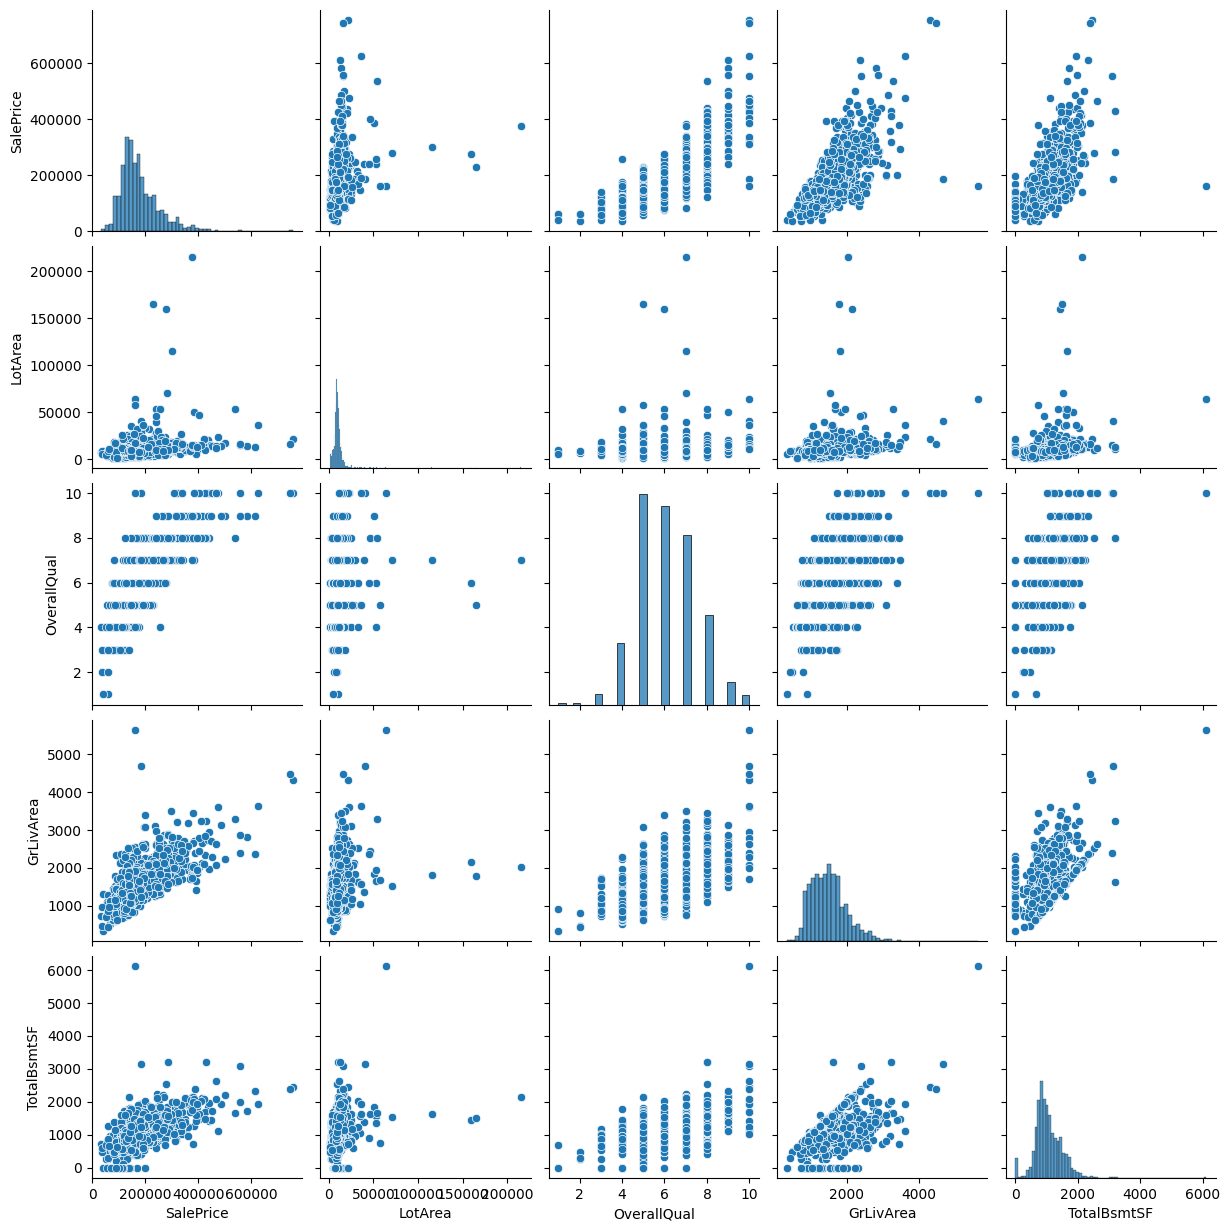 SalePrice
600000
400000
200000
0
LotArea
200000
150000
100000
50000
0
OverallQual
10
8
6
4
2
GrLivArea
5000
4000
3000
2000
1000
TotalBsmtSF
6000
5000
4000
3000
2000
1000
0
0 200000 400000 600000
0 50000 100000 150000 200000
2 4 6 8 10
2000 4000
0 2000 4000 6000
SalePrice LotArea OverallQual GrLivArea TotalBsmtSF